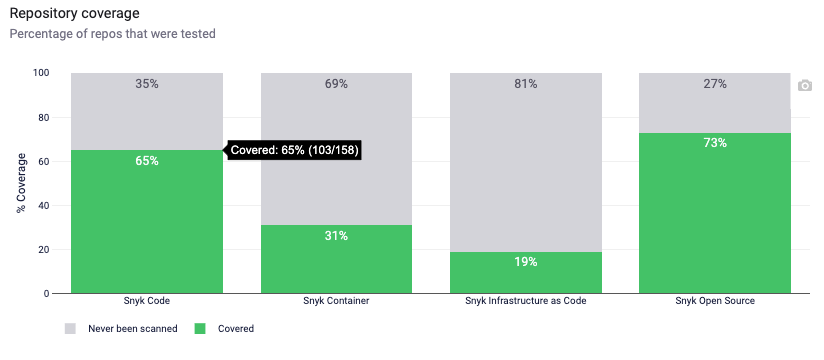 Repository coverage
Percentage of repos that were tested
100
80
60
40
20
0
% Coverage
35%
69%
81%
27%
65%
Covered: 65% (103/158)
31%
19%
73%
Snyk Code
Snyk Container
Snyk Infrastructure as Code
Snyk Open Source
Never been scanned
Covered